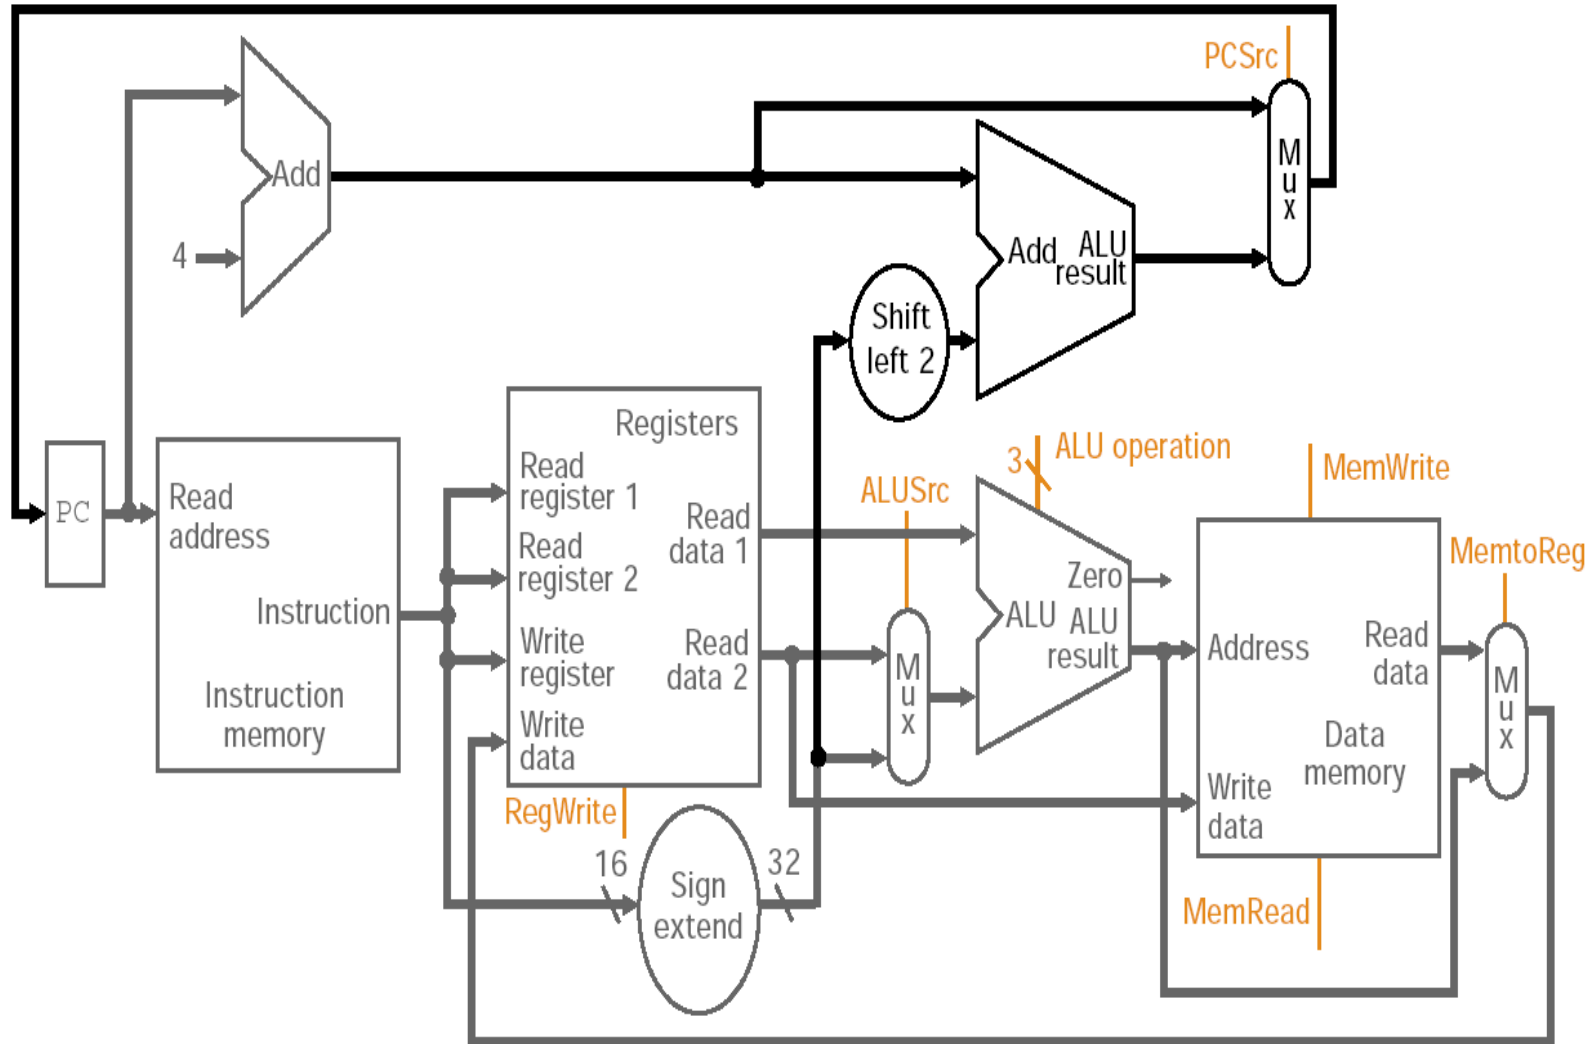 PCSrc
Add
4
M
u
x
Add
ALU
result
Shift
left 2
Registers
Read
register 1
Read
register 2
Write
register
Write
data
Read
data 1
Read
data 2
PC
Read
address
Instruction
Instruction
memory
ALUSrc
3
ALU operation
MemWrite
MemtoReg
Zero
ALU
ALU
result
M
u
x
Address
Read
data
Data
memory
Write
data
M
u
x
RegWrite
16
32
Sign
extend
MemRead